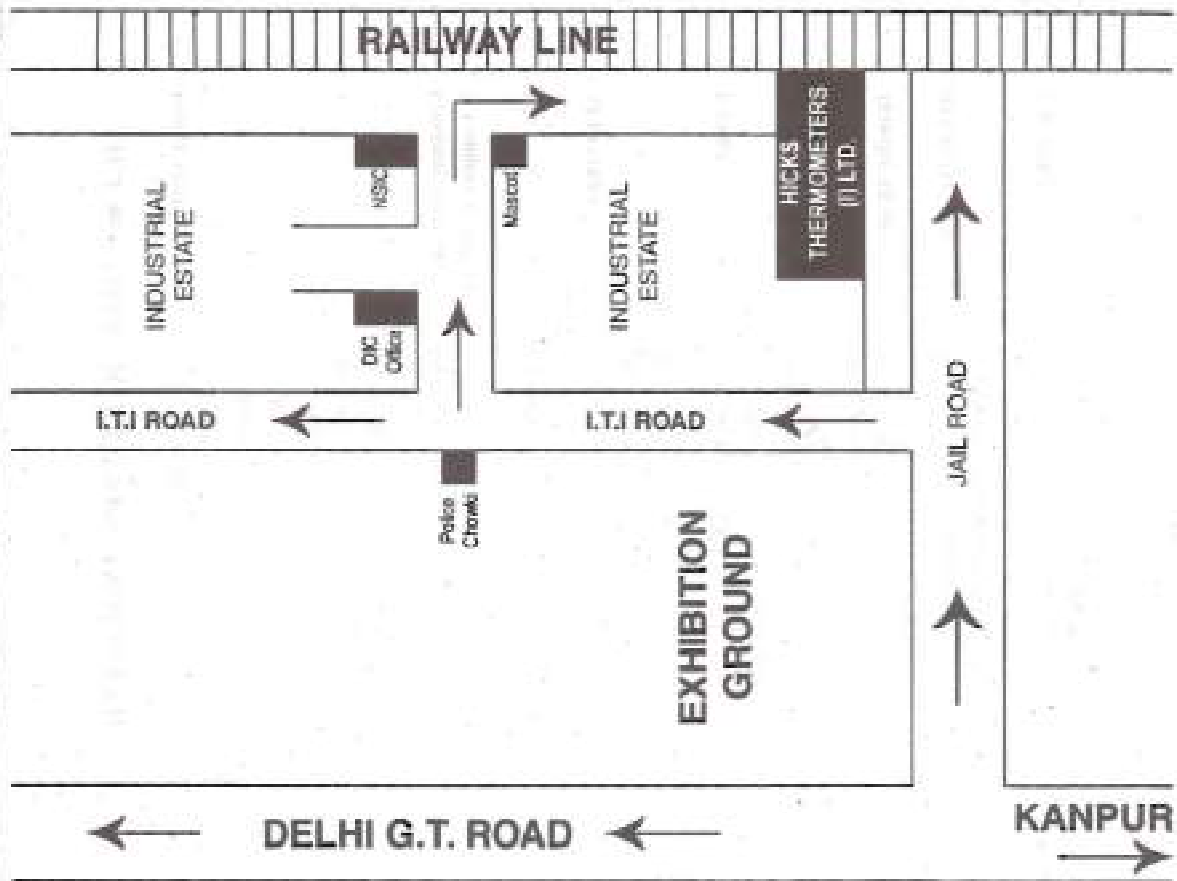 RAILWAY LINE
HICKS
THERMOMETERS
(I) LTD.
NSIC
Mascot
INDUSTRIAL
ESTATE
INDUSTRIAL
ESTATE
DIC
Office
I.T.I ROAD
I.T.I ROAD
JAIL ROAD
Police
Chowki
EXHIBITION
GROUND
DELHI G.T. ROAD
KANPUR